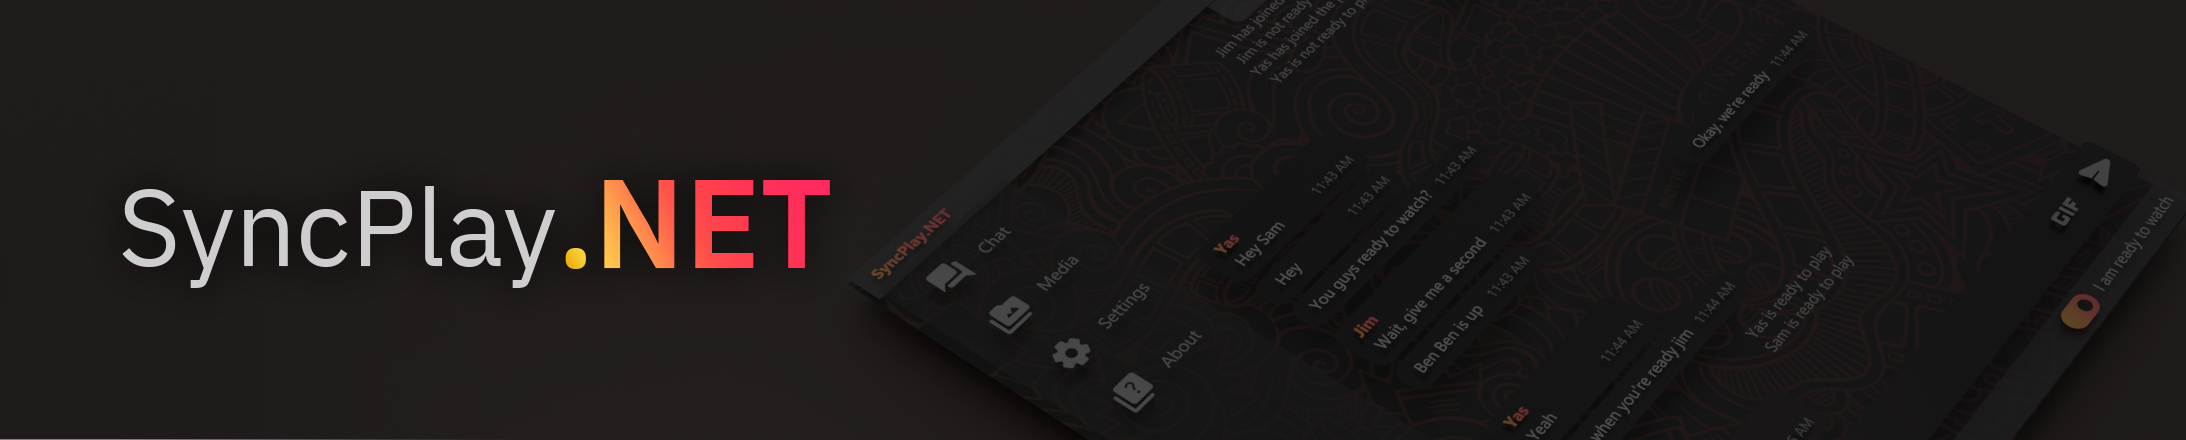 SyncPlay.NET
SyncPlay.NET
Chat
Media
Settings
About
Jim has joined
Jim is not ready
Yas has joined the
Yas is not ready to p
Yas
Hey Sam 11:43 AM
Hey 11:43 AM
You guys ready to watch? 11:43 AM
Jim
Wait, give me a second 11:43 AM
Ben Ben is up 11:43 AM
Okay, we're ready 11:44 AM
Yas
Yeah 11:44 AM
when you're ready jim 11:44 AM
Yas is ready to play
Sam is ready to play
AM
GIF
I am ready to watch